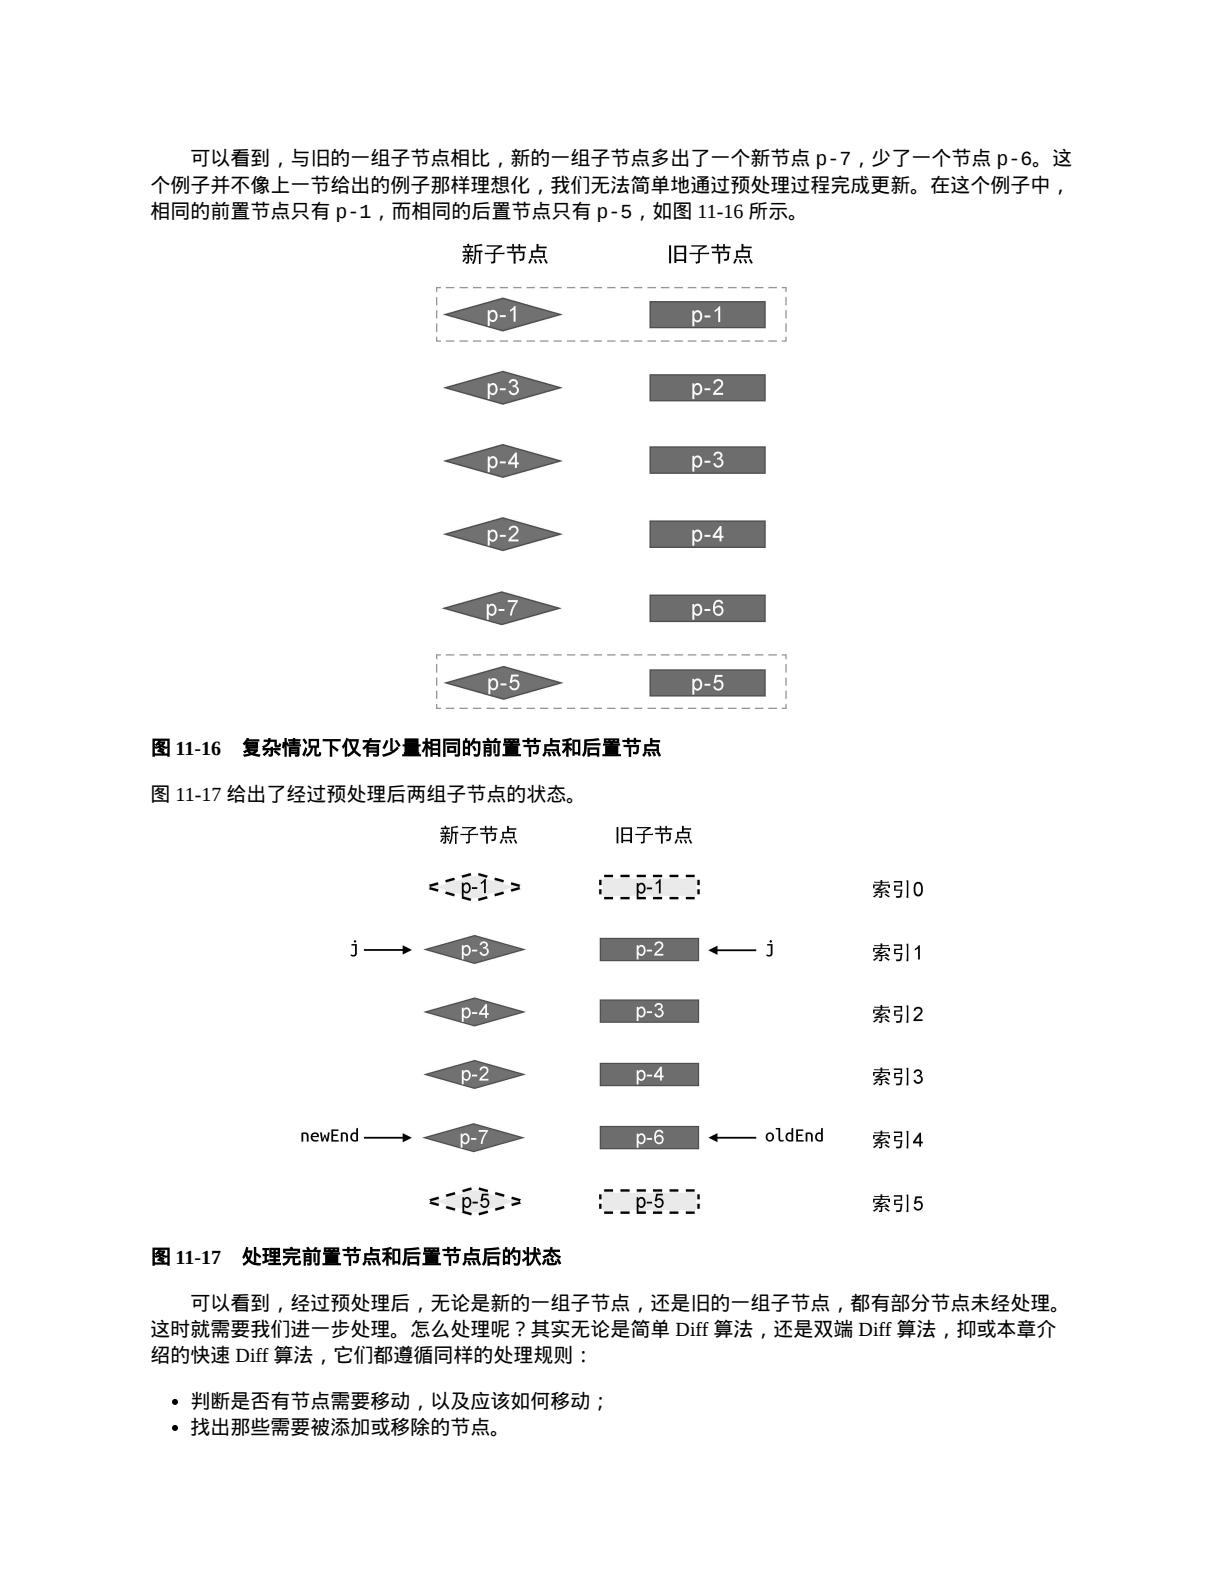 可以看到，与旧的一组子节点相比，新的一组子节点多出了一个新节点 p-7，少了一个节点 p-6。这
个例子并不像上一节给出的例子那样理想化，我们无法简单地通过预处理过程完成更新。在这个例子中，
相同的前置节点只有 p-1，而相同的后置节点只有 p-5，如图 11-16 所示。
新子节点 旧子节点
p-1 p-1
p-3 p-2
p-4 p-3
p-2 p-4
p-7 p-6
p-5 p-5
图 11-16 复杂情况下仅有少量相同的前置节点和后置节点
图 11-17 给出了经过预处理后两组子节点的状态。
新子节点 旧子节点
p-1 p-1 索引0
j p-3 p-2 j 索引1
p-4 p-3 索引2
p-2 p-4 索引3
newEnd p-7 p-6 oldEnd 索引4
p-5 p-5 索引5
图 11-17 处理完前置节点和后置节点后的状态
可以看到，经过预处理后，无论是新的一组子节点，还是旧的一组子节点，都有部分节点未经处理。
这时就需要我们进一步处理。怎么处理呢？其实无论是简单 Diff 算法，还是双端 Diff 算法，抑或本章介
绍的快速 Diff 算法，它们都遵循同样的处理规则：
• 判断是否有节点需要移动，以及应该如何移动；
• 找出那些需要被添加或移除的节点。